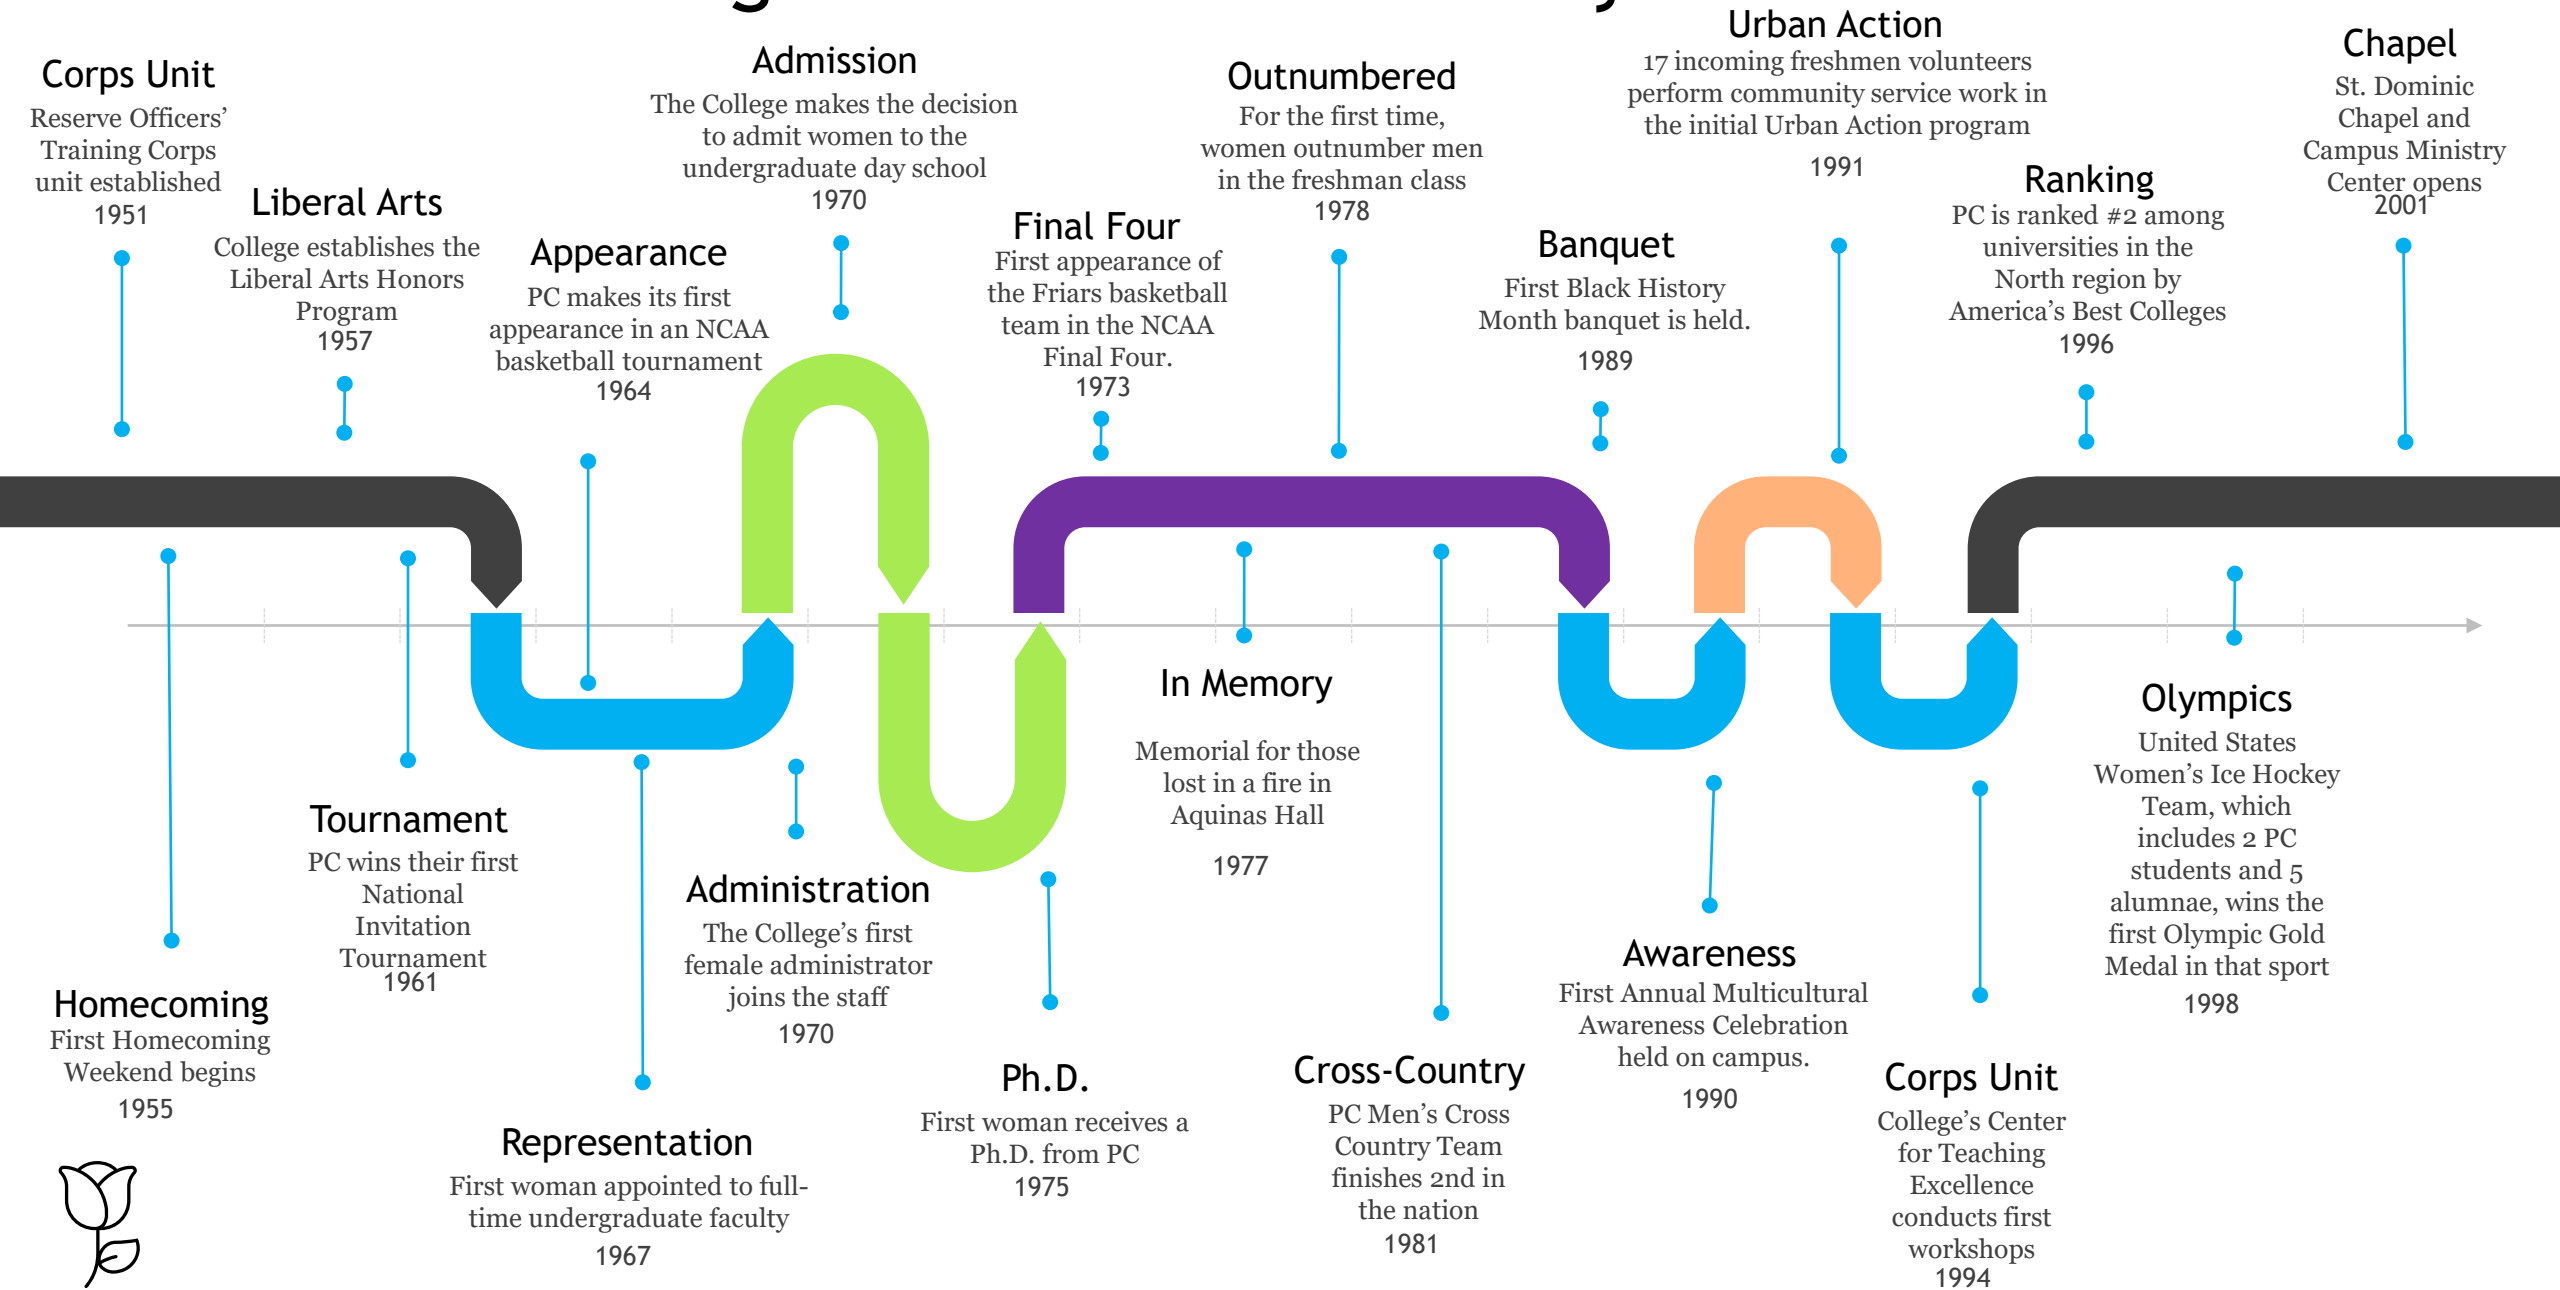 Corps Unit
Reserve Officers’
Training Corps
unit established
1951
Liberal Arts
College establishes the
Liberal Arts Honors
Program
1957
Appearance
PC makes its first
appearance in an NCAA
basketball tournament
1964
Admission
The College makes the decision
to admit women to the
undergraduate day school
1970
Final Four
First appearance of
the Friars basketball
team in the NCAA
Final Four.
1973
Outnumbered
For the first time,
women outnumber men
in the freshman class
1978
Banquet
First Black History
Month banquet is held.
1989
Urban Action
17 incoming freshmen volunteers
perform community service work in
the initial Urban Action program
1991
Ranking
PC is ranked #2 among
universities in the
North region by
America’s Best Colleges
1996
Chapel
St. Dominic
Chapel and
Campus Ministry
Center opens
2001
Homecoming
First Homecoming
Weekend begins
1955
Tournament
PC wins their first
National
Invitation
Tournament
1961
Representation
First woman appointed to full-
time undergraduate faculty
1967
Administration
The College’s first
female administrator
joins the staff
1970
Ph.D.
First woman receives a
Ph.D. from PC
1975
In Memory
Memorial for those
lost in a fire in
Aquinas Hall
1977
Cross-Country
PC Men’s Cross
Country Team
finishes 2nd in
the nation
1981
Awareness
First Annual Multicultural
Awareness Celebration
held on campus.
1990
Corps Unit
College’s Center
for Teaching
Excellence
conducts first
workshops
1994
Olympics
United States
Women’s Ice Hockey
Team, which
includes 2 PC
students and 5
alumnae, wins the
first Olympic Gold
Medal in that sport
1998